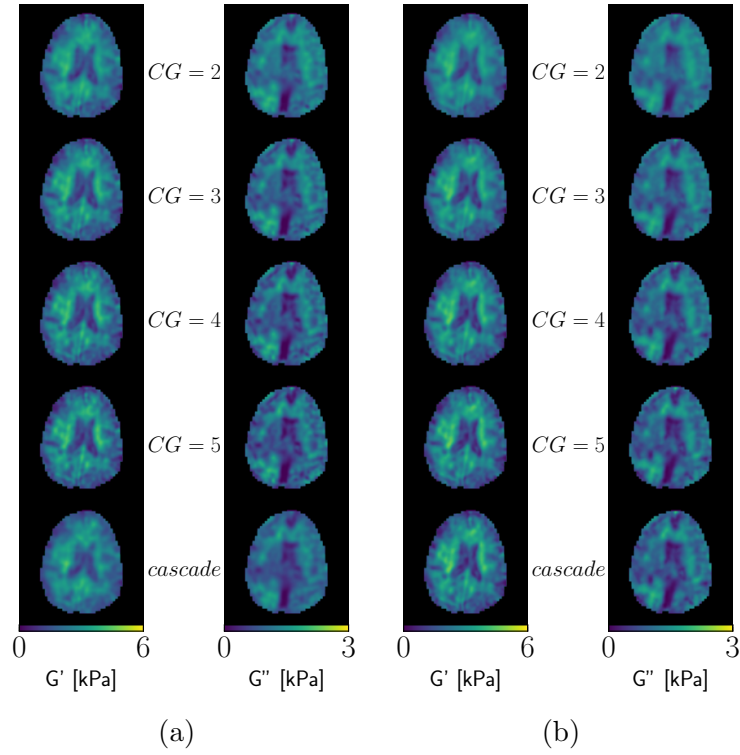 CG = 2 CG = 2
CG = 3 CG = 3
CG = 4 CG = 4
CG = 5 CG = 5
cascade cascade
0 6 0 3 0 6 0 3
G' [kPa] G" [kPa] G' [kPa] G" [kPa]
(a) (b)